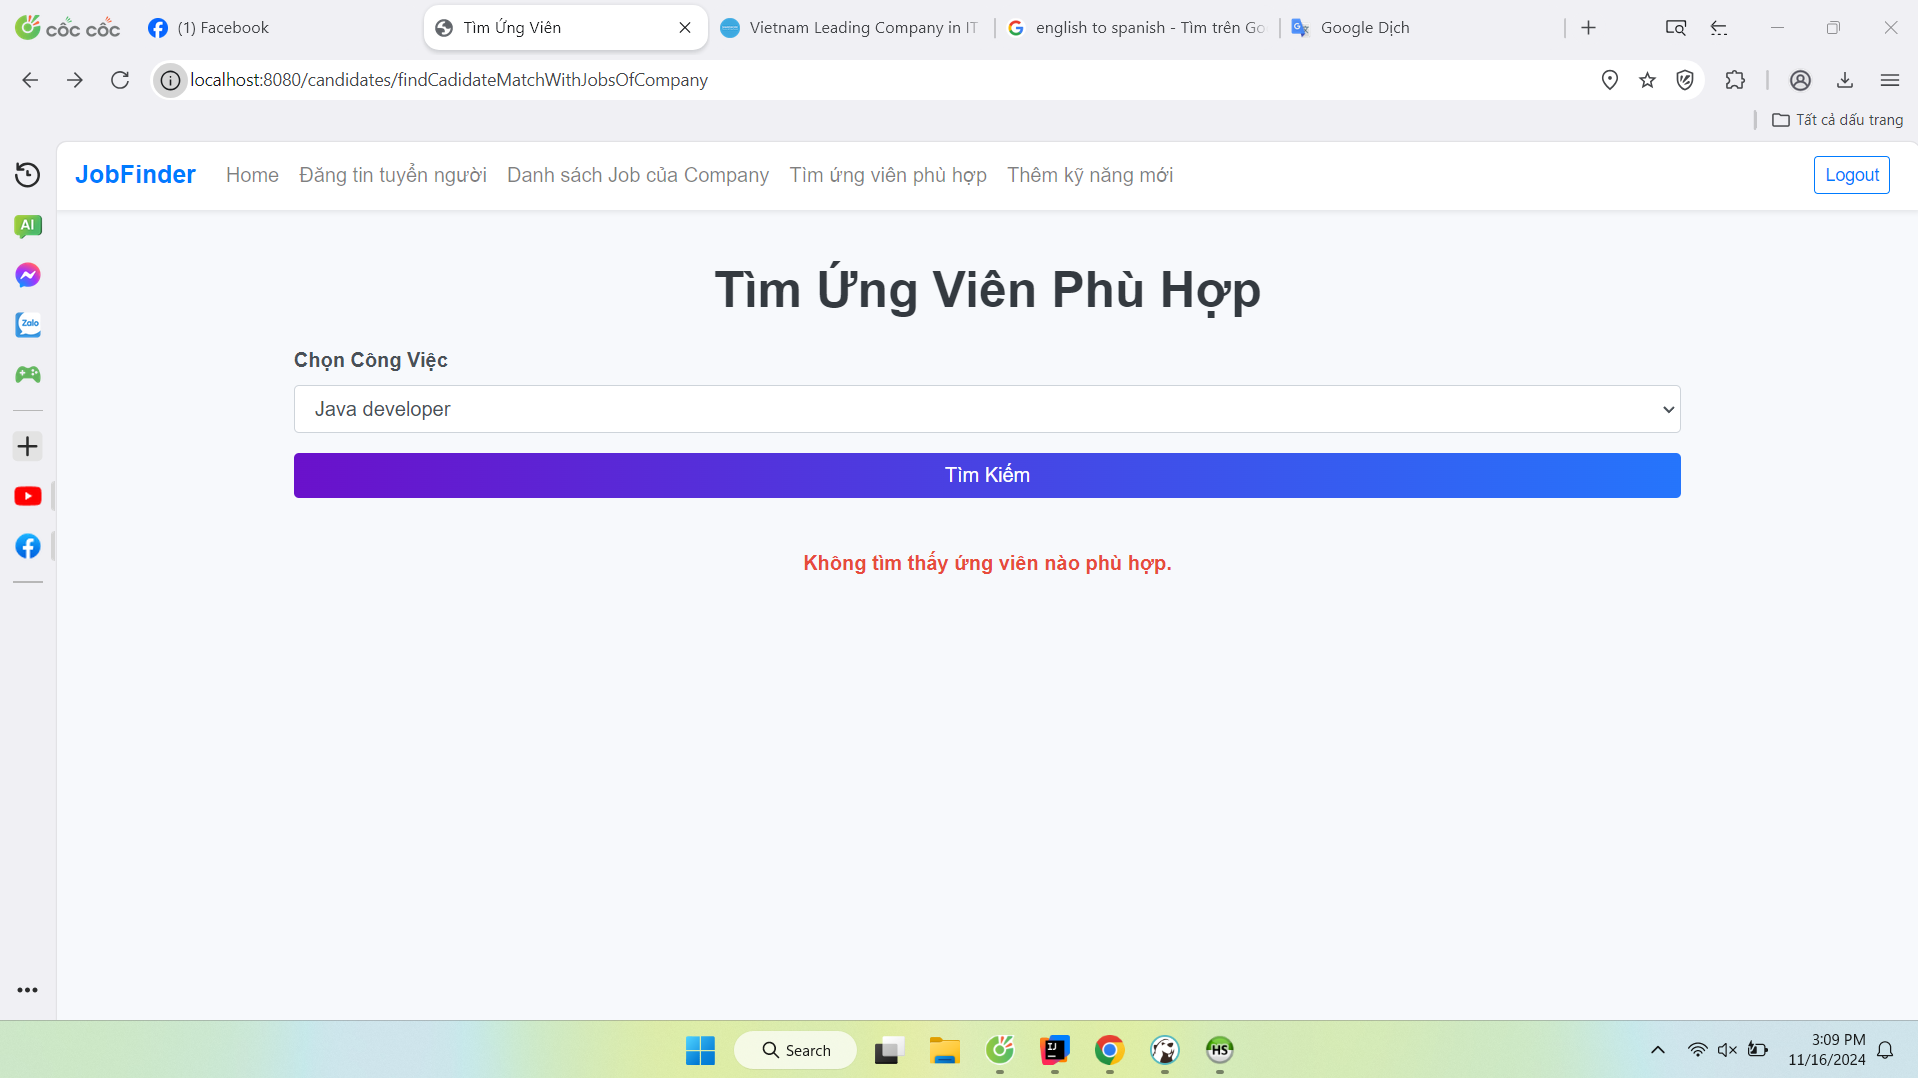 cốc cốc
(1) Facebook
Tìm Ứng Viên
Vietnam Leading Company in IT
english to spanish - Tìm trên Go
Google Dịch
localhost:8080/candidates/findCadidateMatchWithJobsOfCompany
Tất cả dấu trang
JobFinder
Home
Đăng tin tuyển người
Danh sách Job của Company
Tìm ứng viên phù hợp
Thêm kỹ năng mới
Logout
AI
Zalo
Tìm Ứng Viên Phù Hợp
Chọn Công Việc
Java developer
Tìm Kiếm
Không tìm thấy ứng viên nào phù hợp.
Search
IJ
HS
3:09 PM
11/16/2024